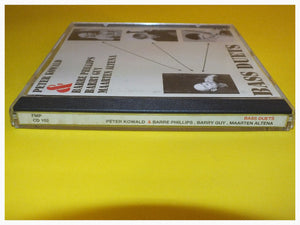 PETER KOWALD
&
BARRE PHILLIPS
BARRY GUY
MAARTEN ALTENA
BASS DUETS
FMP
CD 102
PETER KOWALD & BARRE PHILLIPS . BARRY GUY . MAARTEN ALTENA
BASS DUETS